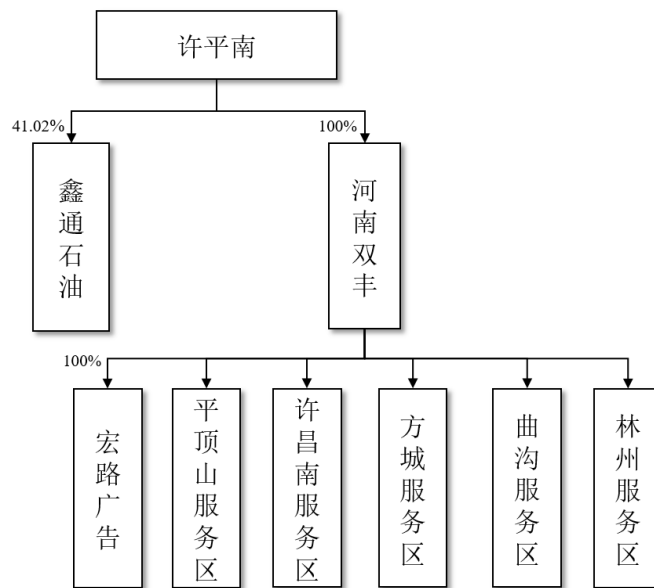 许平南
41.02%
100%
鑫通石油
河南双丰
100%
宏路广告
平顶山服务区
许昌南服务区
方城服务区
曲沟服务区
林州服务区